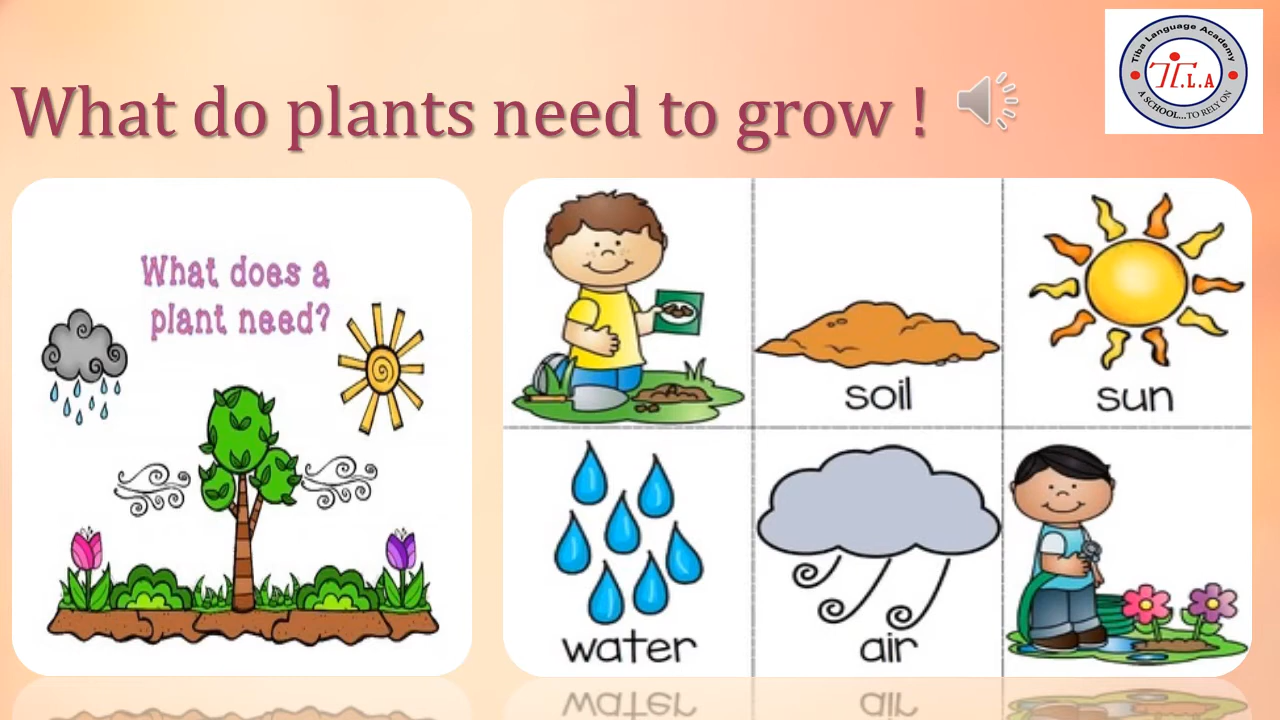 What do plants need to grow !
Tiba Language Academy
T.L.A
A SCHOOL...TO RELY ON
What does a
plant need?
soil
sun
water
air